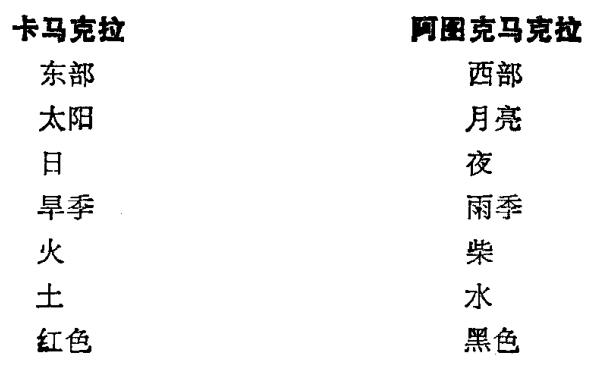 卡马克拉 阿图克马克拉
东部 西部
太阳 月亮
日 夜
旱季 雨季
火 柴
土 水
红色 黑色